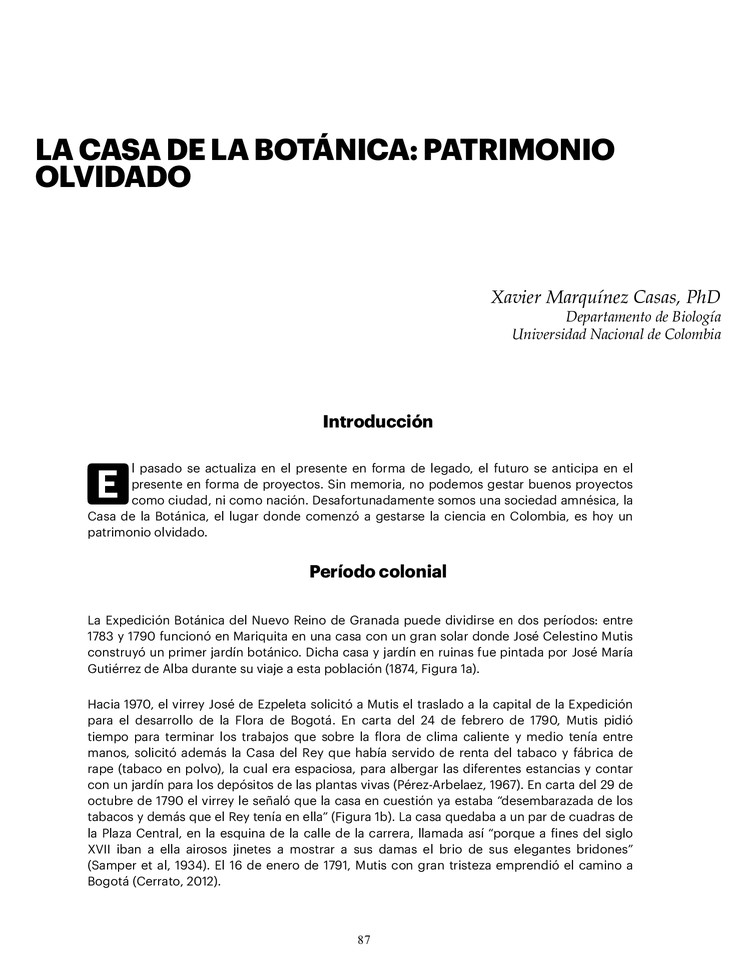 LA CASA DE LA BOTÁNICA: PATRIMONIO
OLVIDADO
Xavier Marquínez Casas, PhD
Departamento de Biología
Universidad Nacional de Colombia
Introducción
El pasado se actualiza en el presente en forma de legado, el futuro se anticipa en el
presente en forma de proyectos. Sin memoria, no podemos gestar buenos proyectos
como ciudad, ni como nación. Desafortunadamente somos una sociedad amnésica, la
Casa de la Botánica, el lugar donde comenzó a gestarse la ciencia en Colombia, es hoy un
patrimonio olvidado.
Período colonial
La Expedición Botánica del Nuevo Reino de Granada puede dividirse en dos períodos: entre
1783 y 1790 funcionó en Mariquita en una casa con un gran solar donde José Celestino Mutis
construyó un primer jardín botánico. Dicha casa y jardín en ruinas fue pintada por José María
Gutiérrez de Alba durante su viaje a esta población (1874, Figura 1a).
Hacia 1970, el virrey José de Ezpeleta solicitó a Mutis el traslado a la capital de la Expedición
para el desarrollo de la Flora de Bogotá. En carta del 24 de febrero de 1790, Mutis pidió
tiempo para terminar los trabajos que sobre la flora de clima caliente y medio tenía entre
manos, solicitó además la Casa del Rey que había servido de renta del tabaco y fábrica de
rape (tabaco en polvo), la cual era espaciosa, para albergar las diferentes estancias y contar
con un jardín para los depósitos de las plantas vivas (Pérez-Arbelaez, 1967). En carta del 29 de
octubre de 1790 el virrey le señaló que la casa en cuestión ya estaba “desembarazada de los
tabacos y demás que el Rey tenía en ella” (Figura 1b). La casa quedaba a un par de cuadras de
la Plaza Central, en la esquina de la calle de la carrera, llamada así “porque a fines del siglo
XVII iban a ella airosos jinetes a mostrar a sus damas el brio de sus elegantes bridones”
(Samper et al, 1934). El 16 de enero de 1791, Mutis con gran tristeza emprendió el camino a
Bogotá (Cerrato, 2012).
87